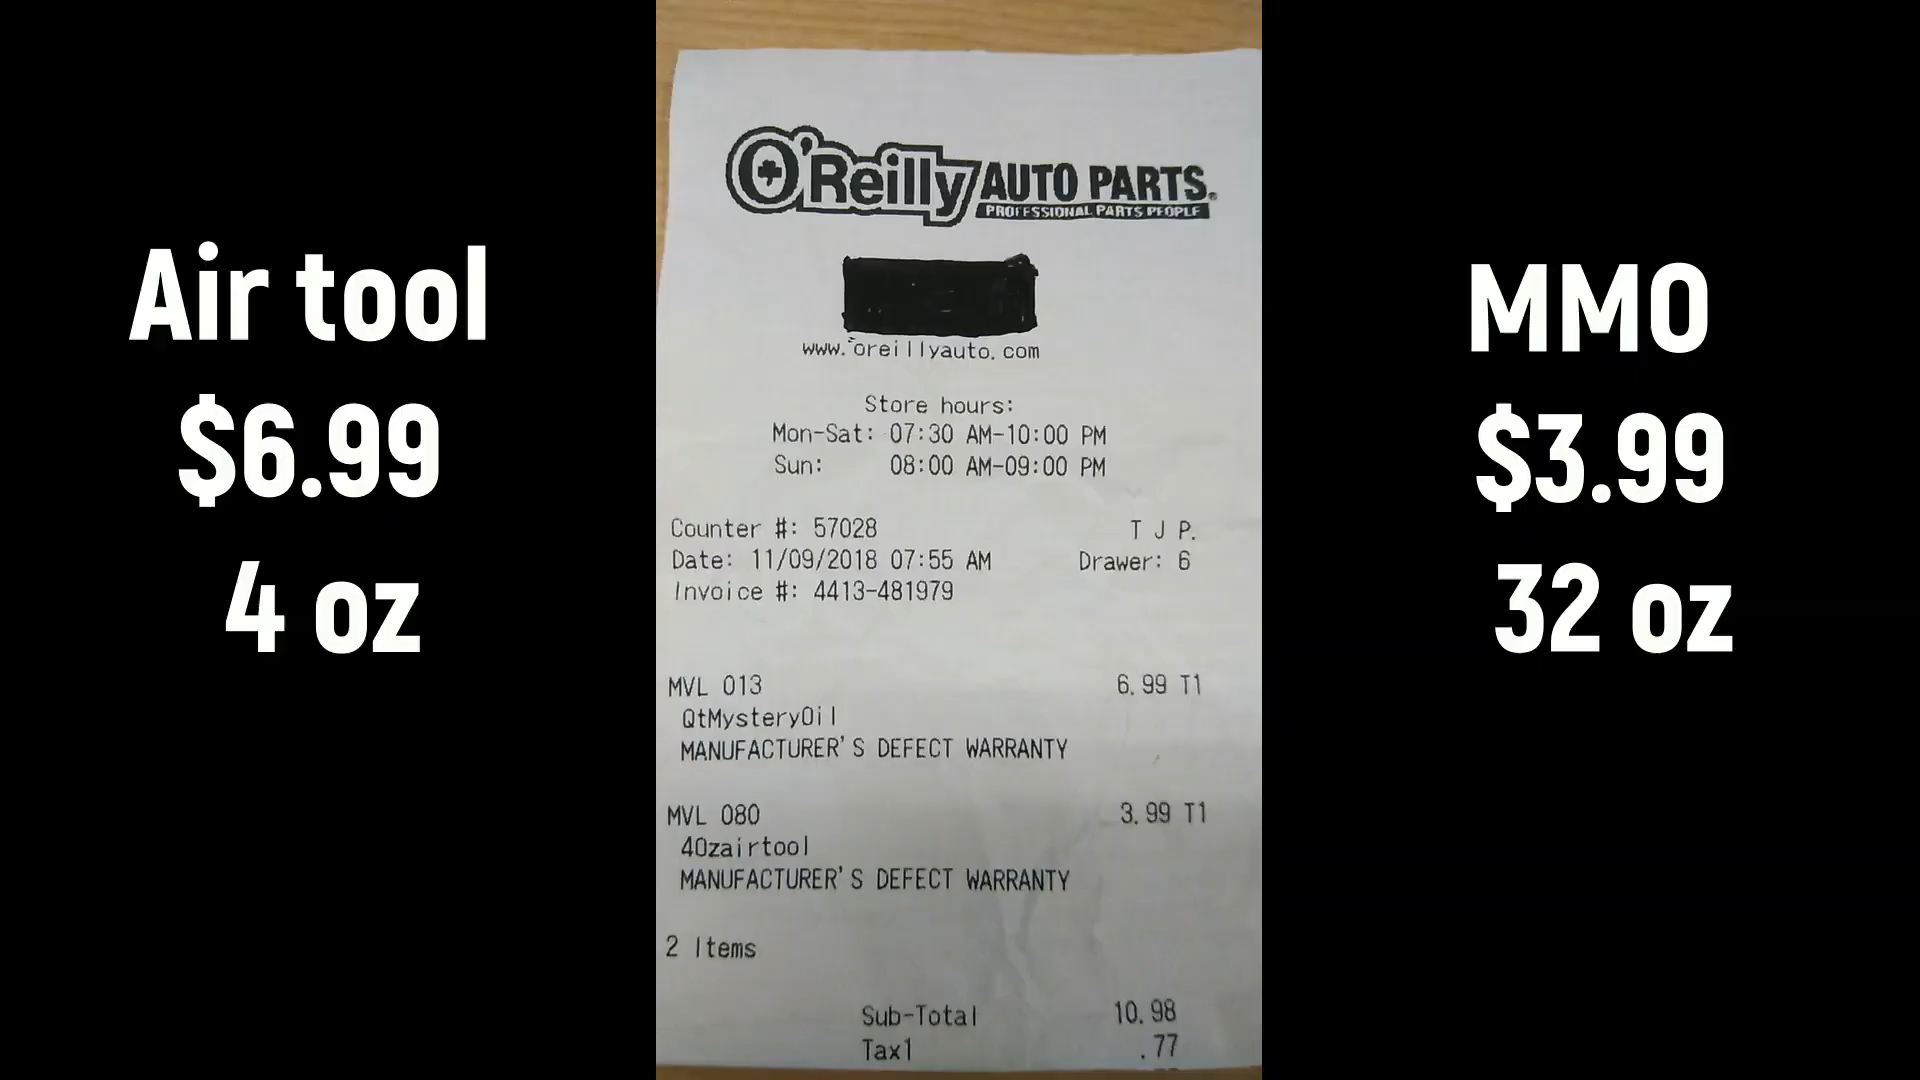 Air tool
$6.99
4 oz
O'Reilly AUTO PARTS.
PROFESSIONAL PARTS PEOPLE
www.oreillyauto.com
Store hours:
Mon-Sat: 07:30 AM-10:00 PM
Sun: 08:00 AM-09:00 PM
Counter #: 57028 T J P.
Date: 11/09/2018 07:55 AM Drawer: 6
Invoice #: 4413-481979
MVL 013 6.99 T1
QtMysteryOil
MANUFACTURER'S DEFECT WARRANTY
MVL 080 3.99 T1
4Ozairtool
MANUFACTURER'S DEFECT WARRANTY
2 Items
Sub-Total 10.98
Tax1 .77
MMO
$3.99
32 oz